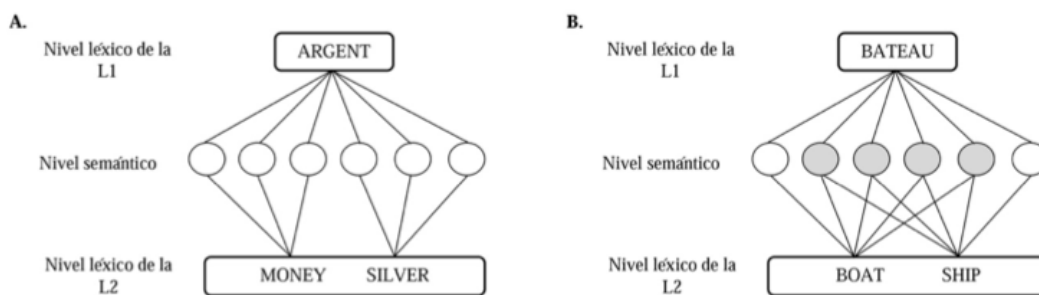 A.
Nivel léxico de la
L1
ARGENT
Nivel semántico
Nivel léxico de la
L2
MONEY SILVER
B.
Nivel léxico de la
L1
BATEAU
Nivel semántico
Nivel léxico de la
L2
BOAT SHIP